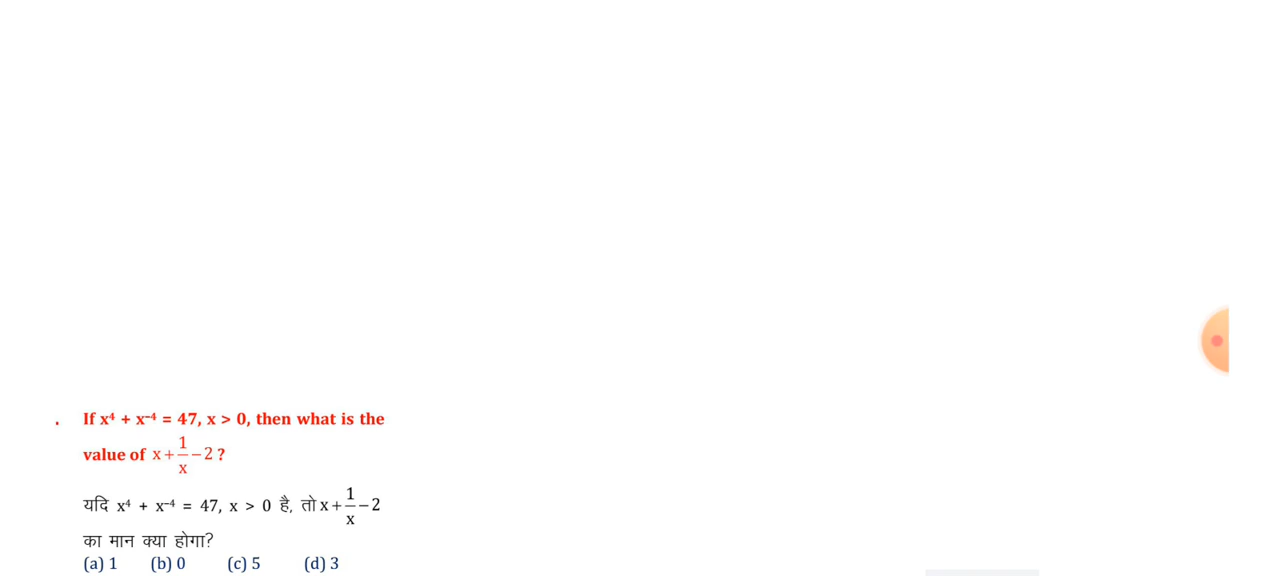 . If x⁴ + x⁻⁴ = 47, x > 0, then what is the
value of x + 1/x − 2 ?
यदि x⁴ + x⁻⁴ = 47, x > 0 है, तो x + 1/x − 2
का मान क्या होगा?
(a) 1 (b) 0 (c) 5 (d) 3